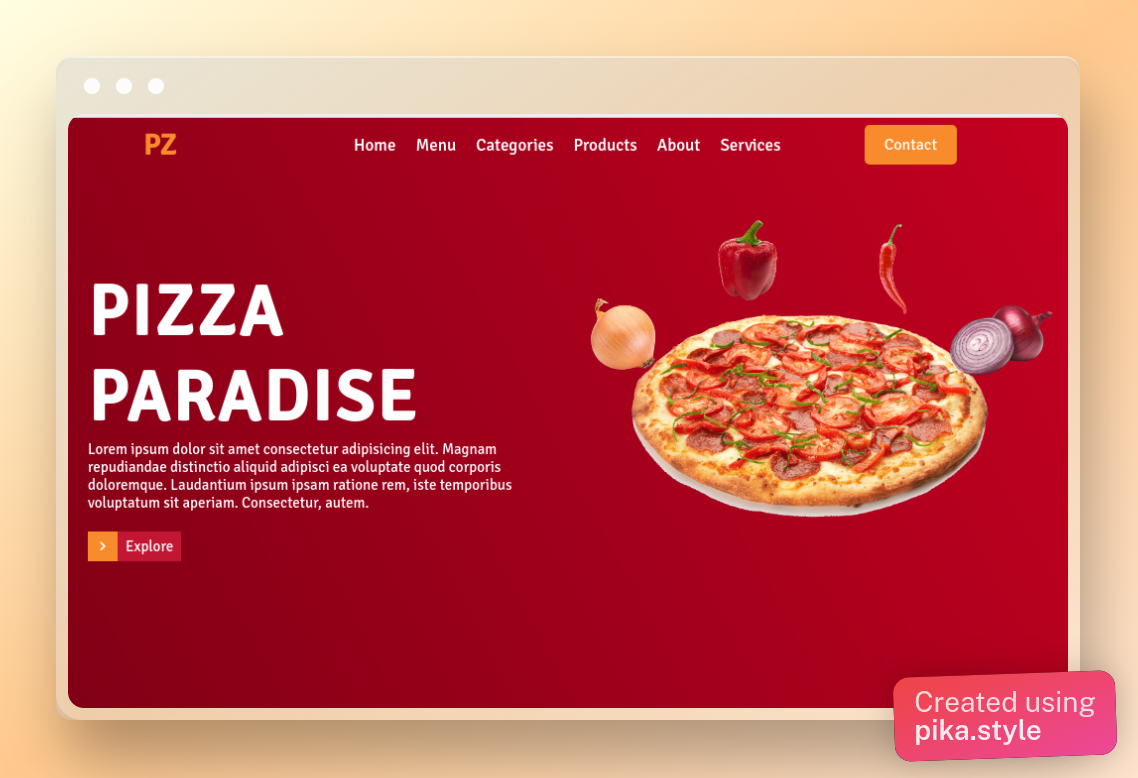 PZ
Home Menu Categories Products About Services
Contact
PIZZA
PARADISE
Lorem ipsum dolor sit amet consectetur adipisicing elit. Magnam
repudiandae distinctio aliquid adipisci ea voluptate quod corporis
doloremque. Laudantium ipsum ipsam ratione rem, iste temporibus
voluptatum sit aperiam. Consectetur, autem.
Explore
Created using
pika.style